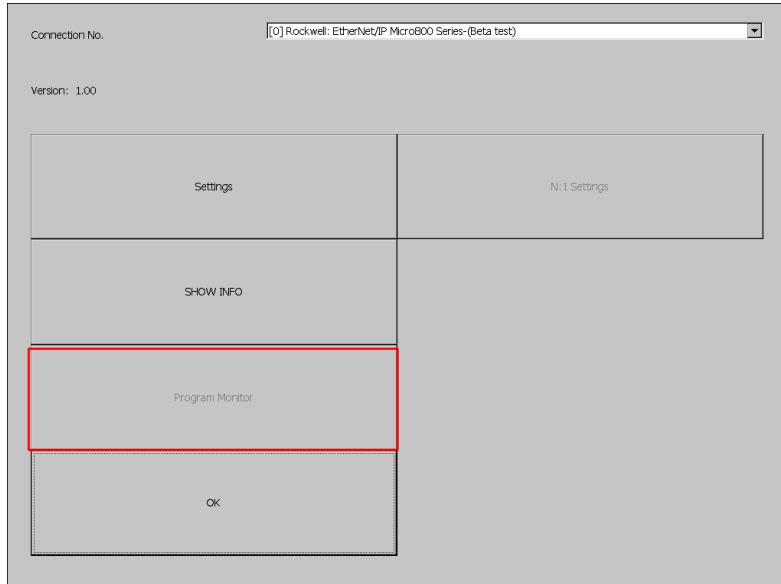 Connection No.
[0] Rockwell: EtherNet/IP Micro800 Series-(Beta test)
Version: 1.00
Settings
N:1 Settings
SHOW INFO
Program Monitor
OK